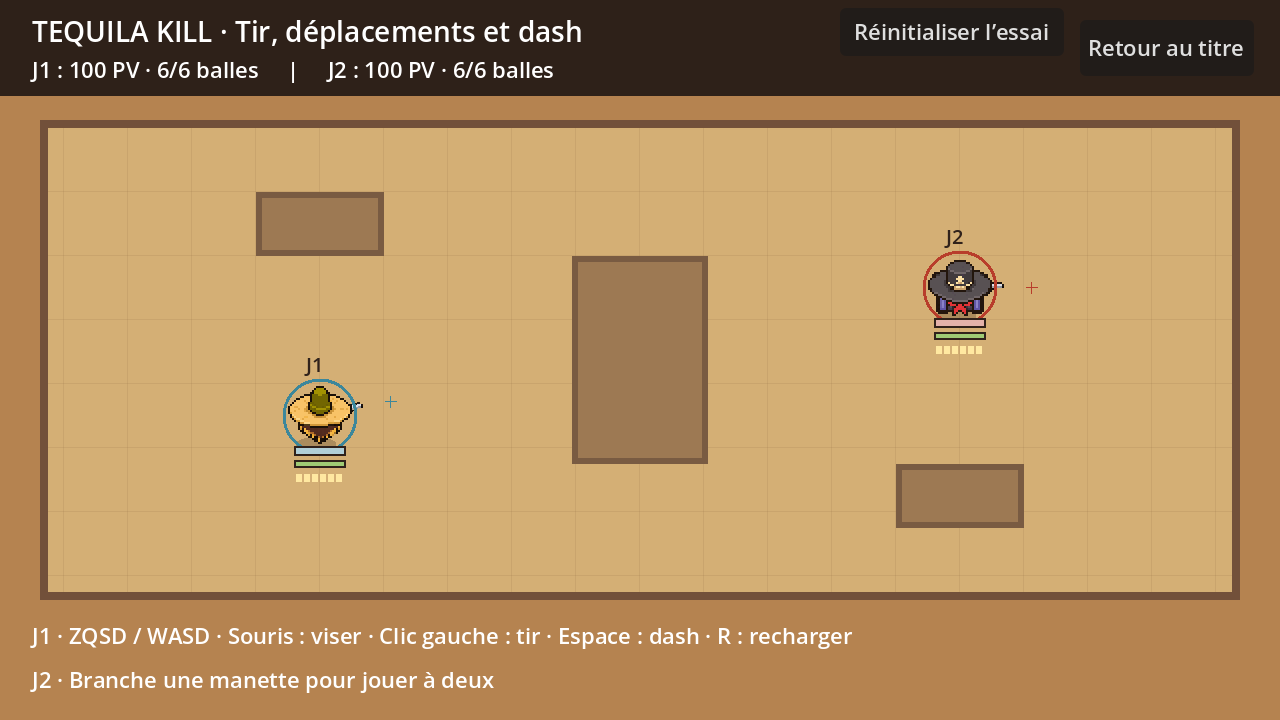 TEQUILA KILL · Tir, déplacements et dash
Réinitialiser l’essai
Retour au titre
J1 : 100 PV · 6/6 balles | J2 : 100 PV · 6/6 balles
J2
J1
J1 · ZQSD / WASD · Souris : viser · Clic gauche : tir · Espace : dash · R : recharger
J2 · Branche une manette pour jouer à deux